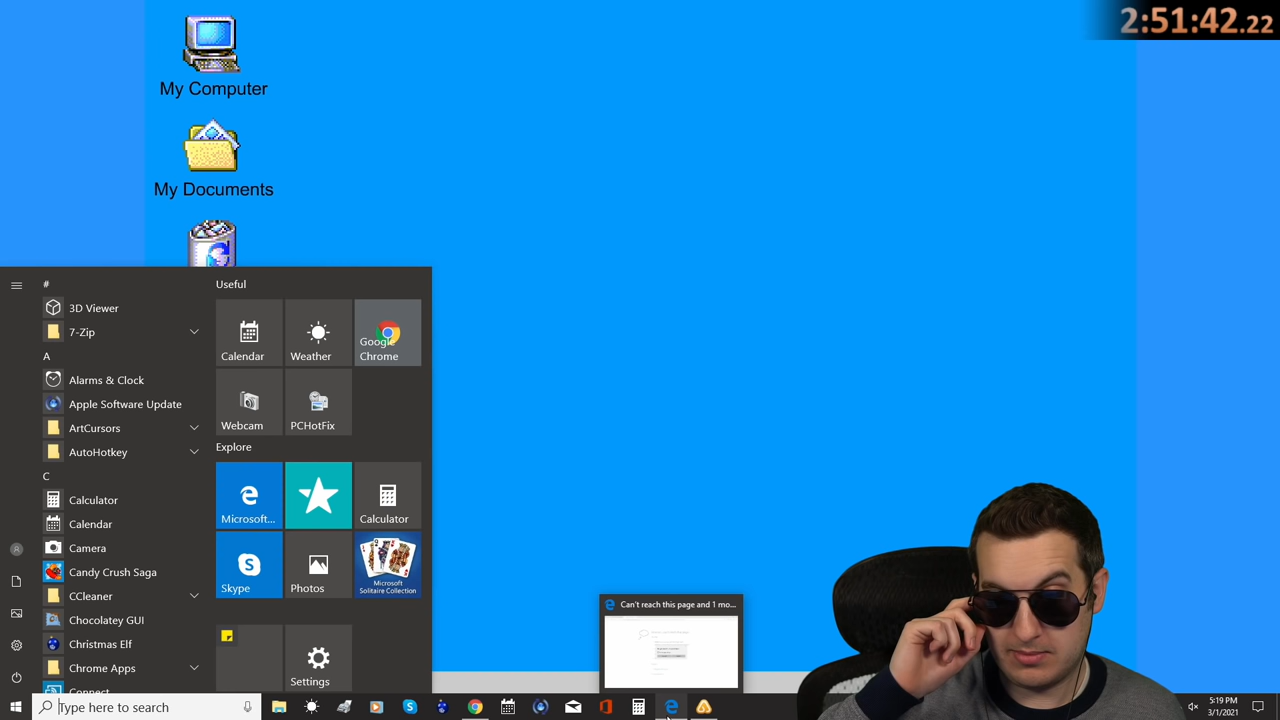 2:51:42.22
My Computer
My Documents
#
3D Viewer
7-Zip
A
Alarms & Clock
Apple Software Update
ArtCursors
AutoHotkey
C
Calculator
Calendar
Camera
Candy Crush Saga
CCleaner
Chocolatey GUI
Christmas Elf
Chrome Apps
Connect
Useful
Calendar
Weather
Google
Chrome
Webcam
PCHotFix
Explore
Microsoft...
Calculator
Skype
Photos
Microsoft
Solitaire Collection
Settings
Can't reach this page and 1 mo...
Type here to search
5:19 PM
3/1/2021